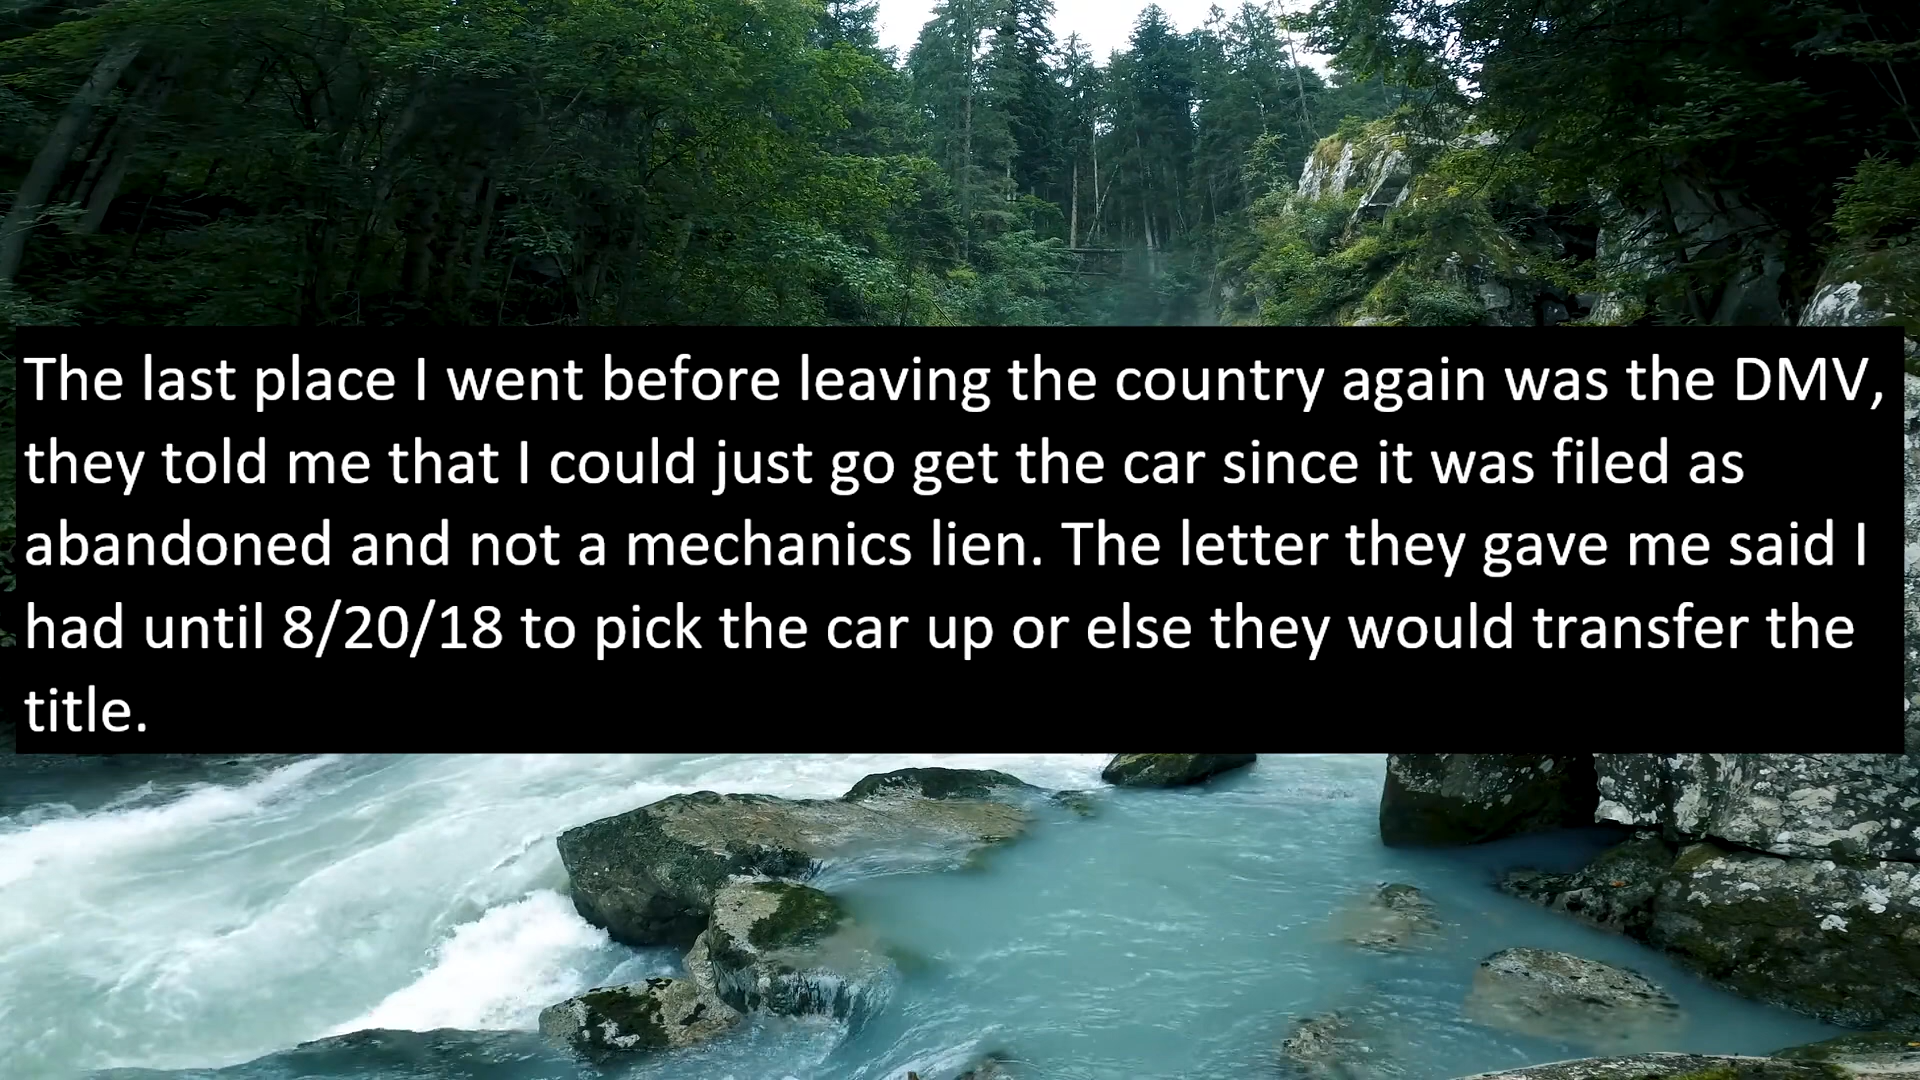 The last place I went before leaving the country again was the DMV,
they told me that I could just go get the car since it was filed as
abandoned and not a mechanics lien. The letter they gave me said I
had until 8/20/18 to pick the car up or else they would transfer the
title.